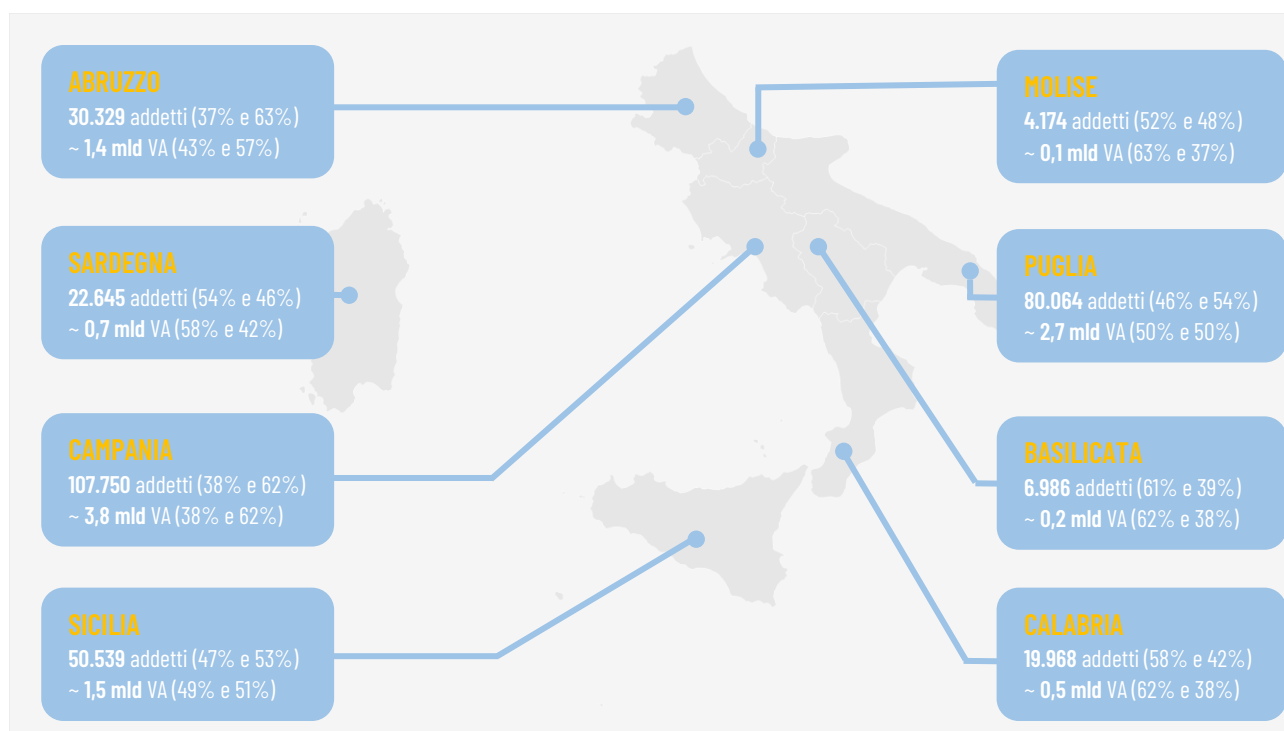 ABRUZZO
30.329 addetti (37% e 63%)
~ 1,4 mld VA (43% e 57%)
SARDEGNA
22.645 addetti (54% e 46%)
~ 0,7 mld VA (58% e 42%)
CAMPANIA
107.750 addetti (38% e 62%)
~ 3,8 mld VA (38% e 62%)
SICILIA
50.539 addetti (47% e 53%)
~ 1,5 mld VA (49% e 51%)
MOLISE
4.174 addetti (52% e 48%)
~ 0,1 mld VA (63% e 37%)
PUGLIA
80.064 addetti (46% e 54%)
~ 2,7 mld VA (50% e 50%)
BASILICATA
6.986 addetti (61% e 39%)
~ 0,2 mld VA (62% e 38%)
CALABRIA
19.968 addetti (58% e 42%)
~ 0,5 mld VA (62% e 38%)